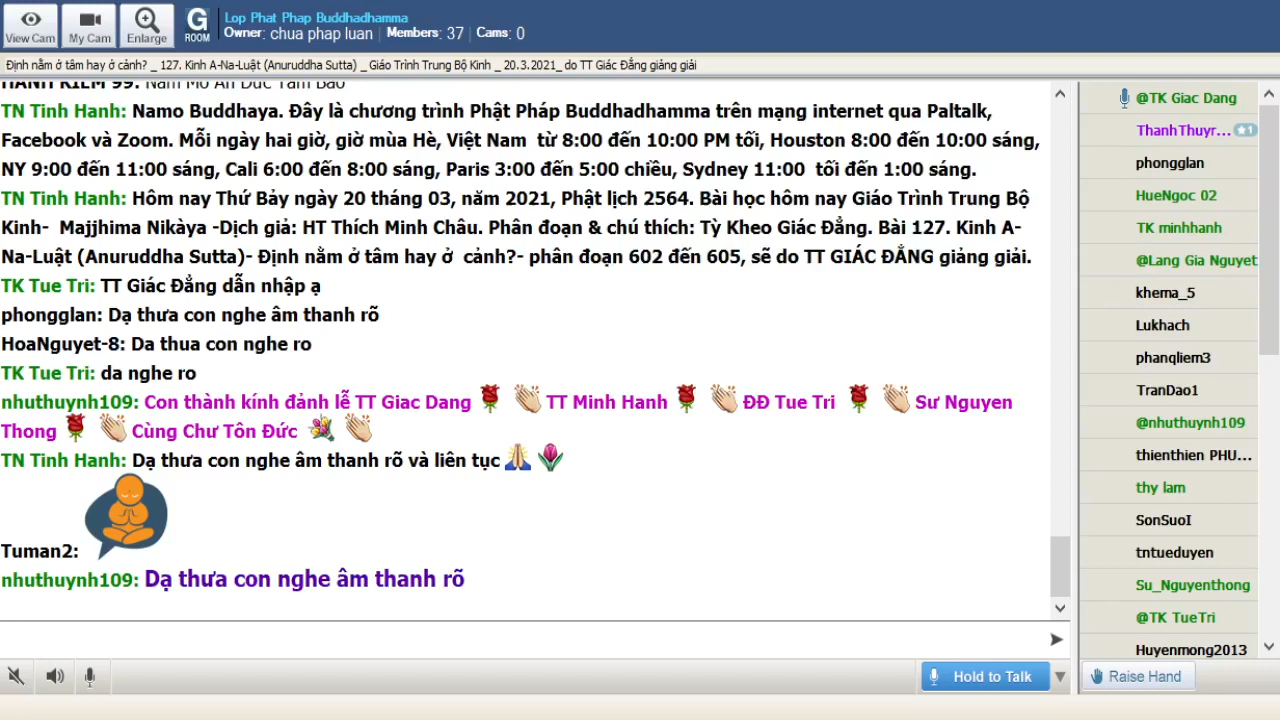 View Cam
My Cam
Enlarge
G
ROOM
Lop Phat Phap Buddhadhamma
Owner: chua phap luan | Members: 37 | Cams: 0
Định nằm ở tâm hay ở cảnh? _ 127. Kinh A-Na-Luật (Anuruddha Sutta) _ Giáo Trình Trung Bộ Kinh _ 20.3.2021_ do TT Giác Đẳng giảng giải
HẠNH KIEM 99: Nam Mô Ân Đức Tam Bảo
TN Tinh Hanh: Namo Buddhaya. Đây là chương trình Phật Pháp Buddhadhamma trên mạng internet qua Paltalk,
Facebook và Zoom. Mỗi ngày hai giờ, giờ mùa Hè, Việt Nam từ 8:00 đến 10:00 PM tối, Houston 8:00 đến 10:00 sáng,
NY 9:00 đến 11:00 sáng, Cali 6:00 đến 8:00 sáng, Paris 3:00 đến 5:00 chiều, Sydney 11:00 tối đến 1:00 sáng.
TN Tinh Hanh: Hôm nay Thứ Bảy ngày 20 tháng 03, năm 2021, Phật lịch 2564. Bài học hôm nay Giáo Trình Trung Bộ
Kinh- Majjhima Nikàya -Dịch giả: HT Thích Minh Châu. Phân đoạn & chú thích: Tỳ Kheo Giác Đẳng. Bài 127. Kinh A-
Na-Luật (Anuruddha Sutta)- Định nằm ở tâm hay ở cảnh?- phân đoạn 602 đến 605, sẽ do TT GIÁC ĐẲNG giảng giải.
TK Tue Tri: TT Giác Đẳng dẫn nhập ạ
phongglan: Dạ thưa con nghe âm thanh rõ
HoaNguyet-8: Da thua con nghe ro
TK Tue Tri: da nghe ro
nhuthuynh109: Con thành kính đảnh lễ TT Giac Dang TT Minh Hanh ĐĐ Tue Tri Sư Nguyen
Thong Cùng Chư Tôn Đức
TN Tinh Hanh: Dạ thưa con nghe âm thanh rõ và liên tục
Tuman2:
nhuthuynh109: Dạ thưa con nghe âm thanh rõ
Hold to Talk
@TK Giac Dang
ThanhThuyr... 1
phongglan
HueNgoc 02
TK minhhanh
@Lang Gia Nguyet
khema_5
Lukhach
phanqliem3
TranDao1
@nhuthuynh109
thienthien PHU...
thy lam
SonSuoI
tntueduyen
Su_Nguyenthong
@TK TueTri
Huyenmong2013
Raise Hand